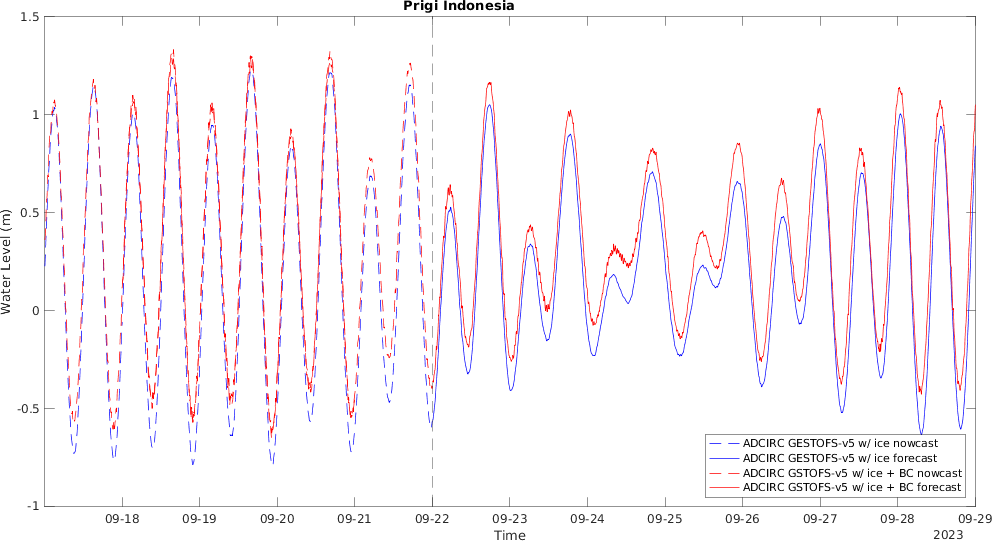 Prigi Indonesia
1.5
1
0.5
0
-0.5
-1
Water Level (m)
ADCIRC GESTOFS-v5 w/ ice nowcast
ADCIRC GESTOFS-v5 w/ ice forecast
ADCIRC GSTOFS-v5 w/ ice + BC nowcast
ADCIRC GSTOFS-v5 w/ ice + BC forecast
09-18 09-19 09-20 09-21 09-22 09-23 09-24 09-25 09-26 09-27 09-28 09-29
Time
2023